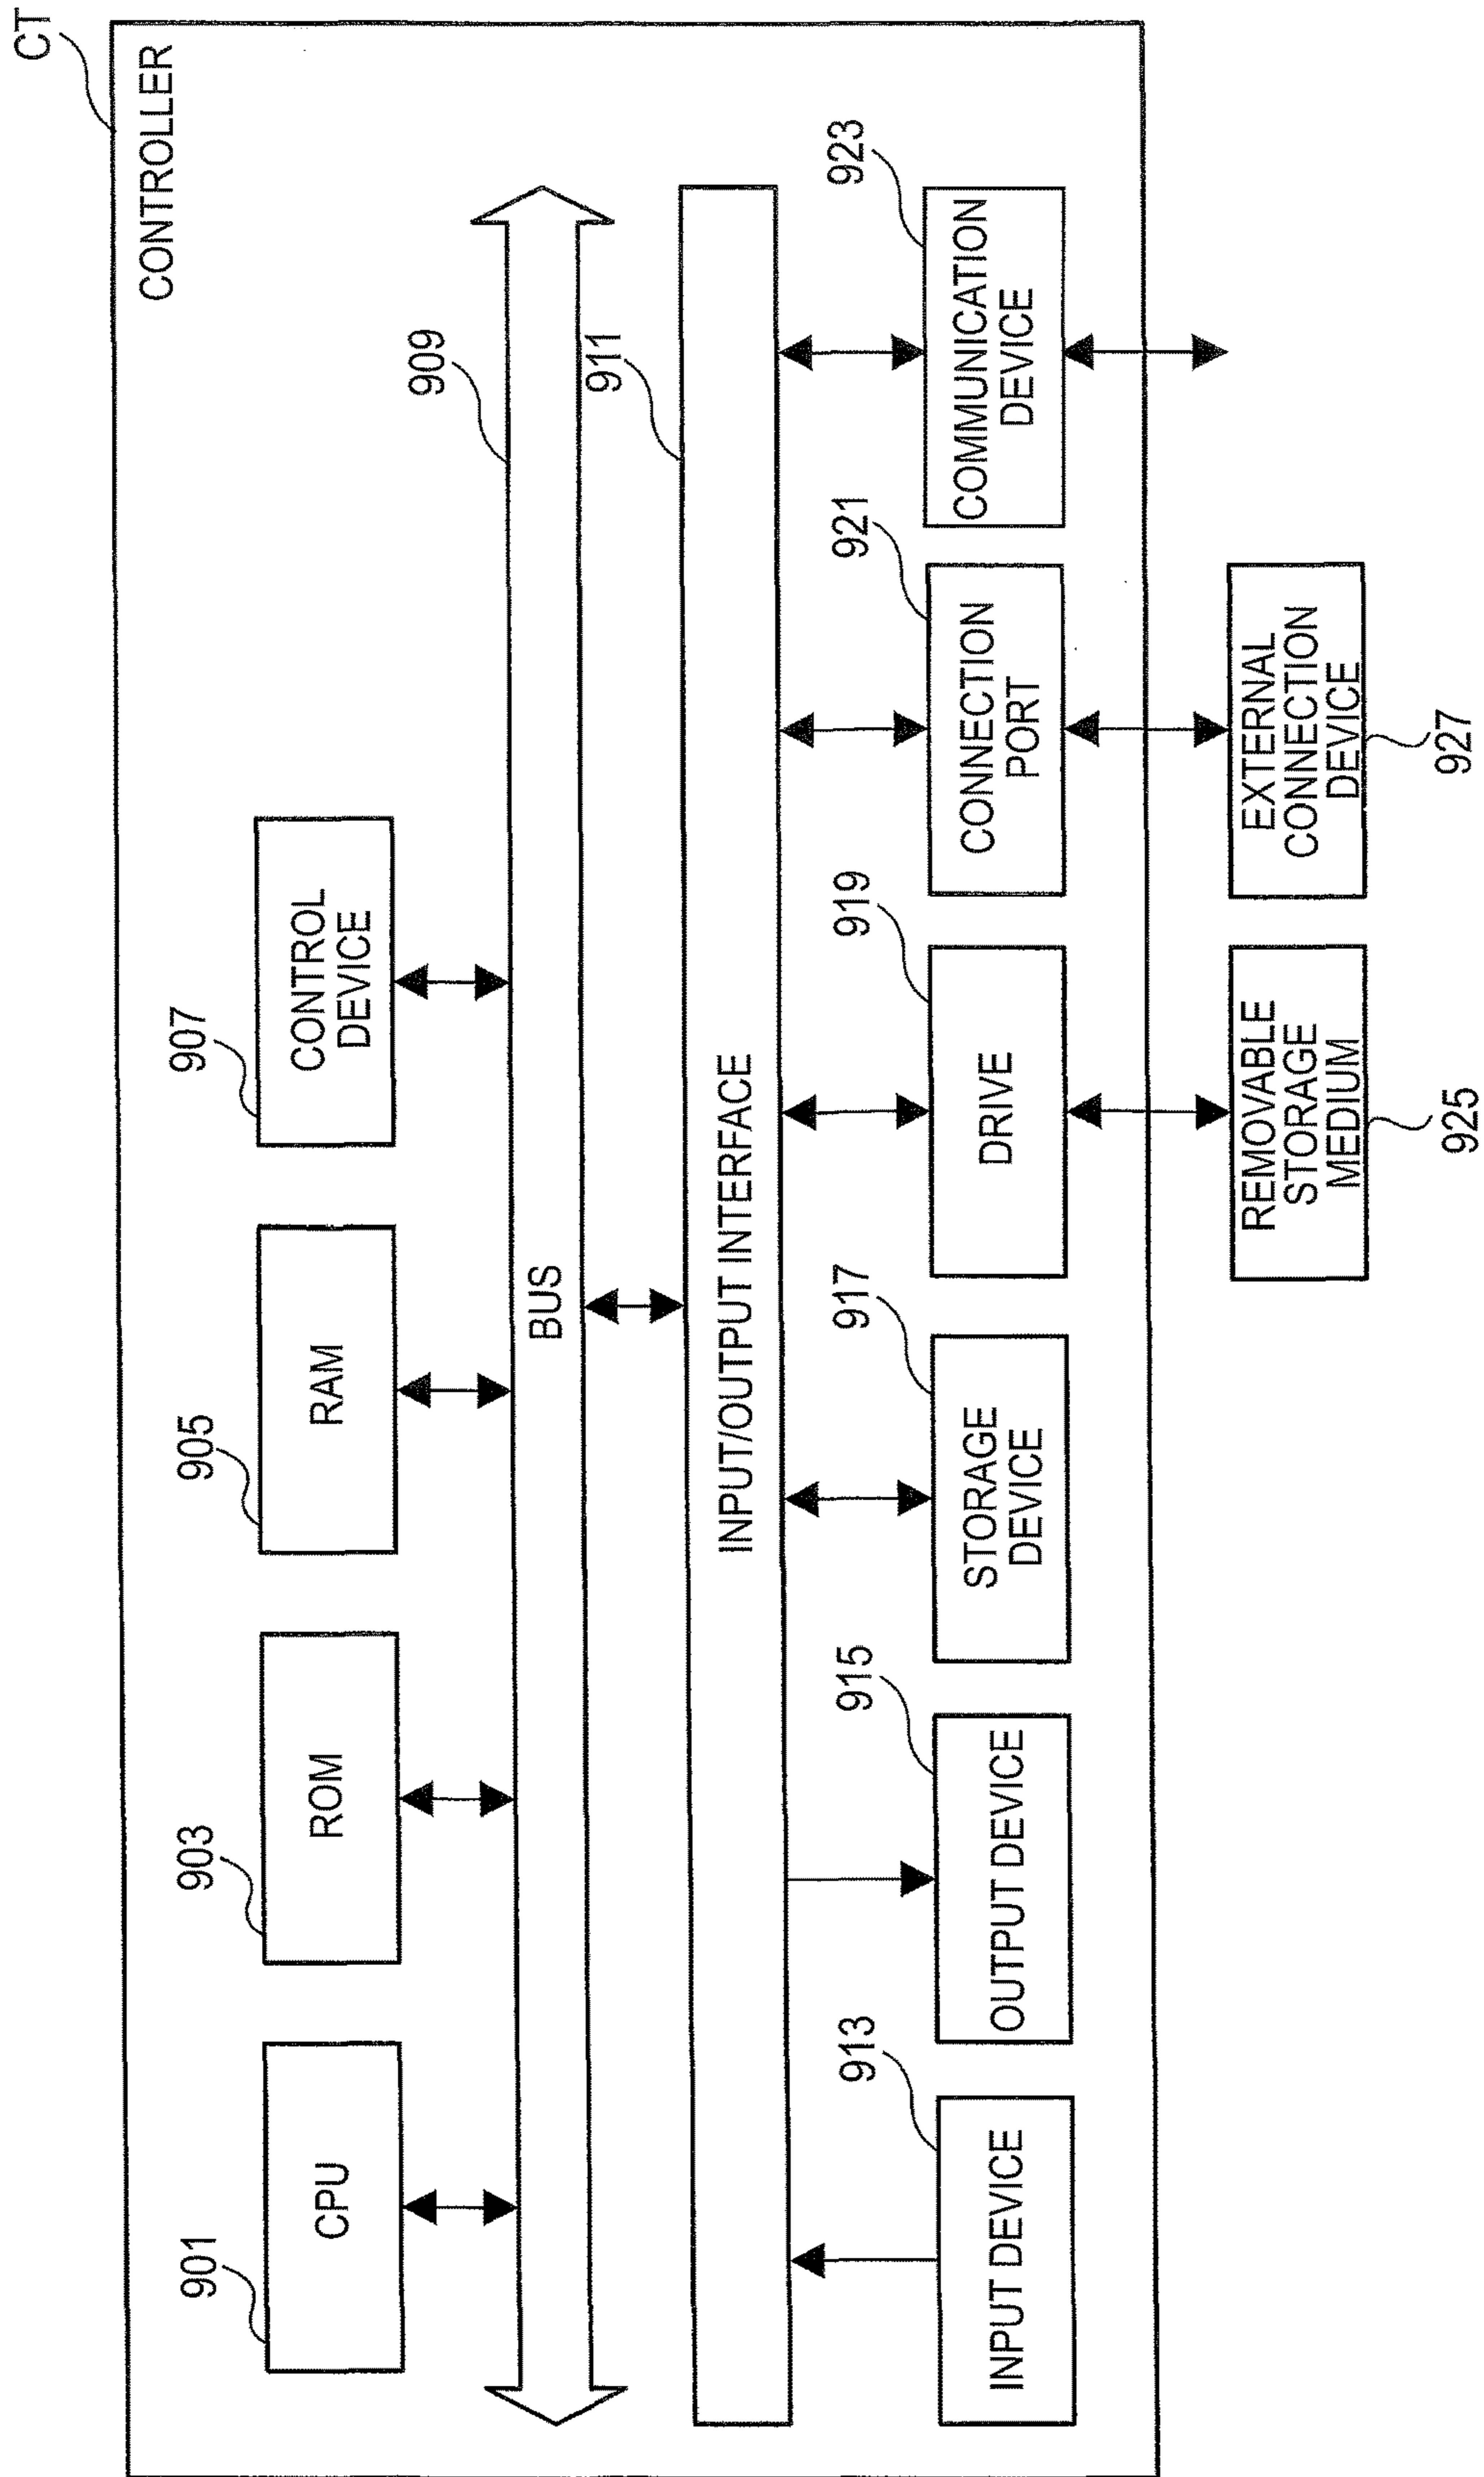 CT
CONTROLLER
901
CPU
903
ROM
905
RAM
907
CONTROL
DEVICE
909
BUS
911
INPUT/OUTPUT INTERFACE
913
INPUT DEVICE
915
OUTPUT DEVICE
917
STORAGE
DEVICE
919
DRIVE
921
CONNECTION
PORT
923
COMMUNICATION
DEVICE
REMOVABLE
STORAGE
MEDIUM
925
EXTERNAL
CONNECTION
DEVICE
927